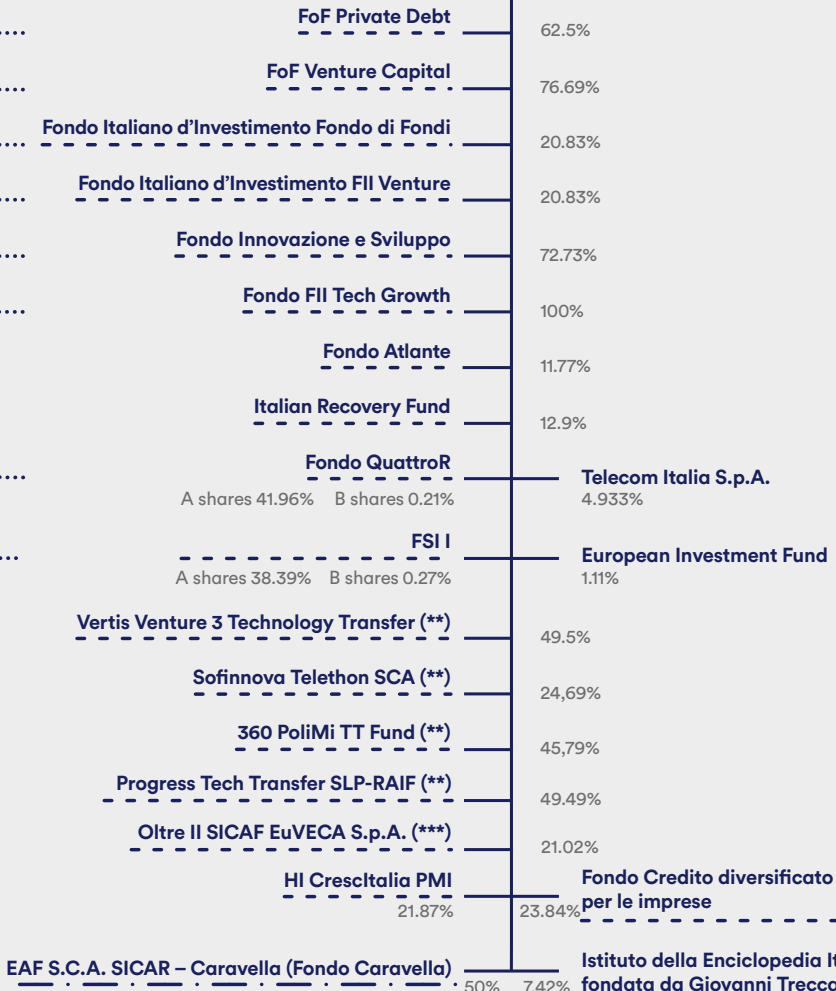 FoF Private Debt
62.5%
FoF Venture Capital
76.69%
Fondo Italiano d’Investimento Fondo di Fondi
20.83%
Fondo Italiano d’Investimento FII Venture
20.83%
Fondo Innovazione e Sviluppo
72.73%
Fondo FII Tech Growth
100%
Fondo Atlante
11.77%
Italian Recovery Fund
12.9%
Fondo QuattroR
A shares 41.96% B shares 0.21%
Telecom Italia S.p.A.
4.933%
FSI I
A shares 38.39% B shares 0.27%
European Investment Fund
1.11%
Vertis Venture 3 Technology Transfer (**)
49.5%
Sofinnova Telethon SCA (**)
24,69%
360 PoliMi TT Fund (**)
45,79%
Progress Tech Transfer SLP-RAIF (**)
49.49%
Oltre II SICAF EuVECA S.p.A. (***)
21.02%
HI CrescItalia PMI
21.87%
Fondo Credito diversificato
per le imprese
23.84%
EAF S.C.A. SICAR – Caravella (Fondo Caravella)
50%
Istituto della Enciclopedia
fondata da Giovanni
7.42%